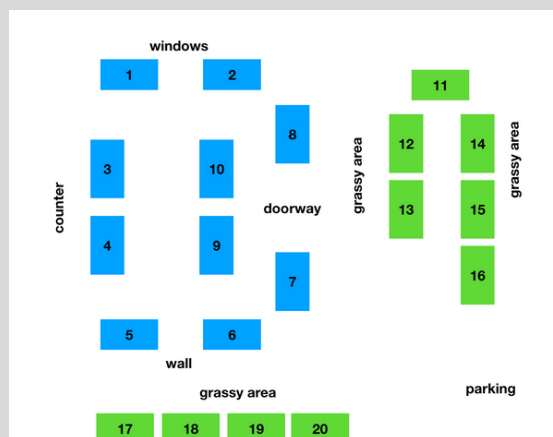 windows
1 2
11
8
12 14
grassy area
grassy area
3 10
counter
doorway
13 15
4 9
7
16
5 6
wall
grassy area
parking
17 18 19 20